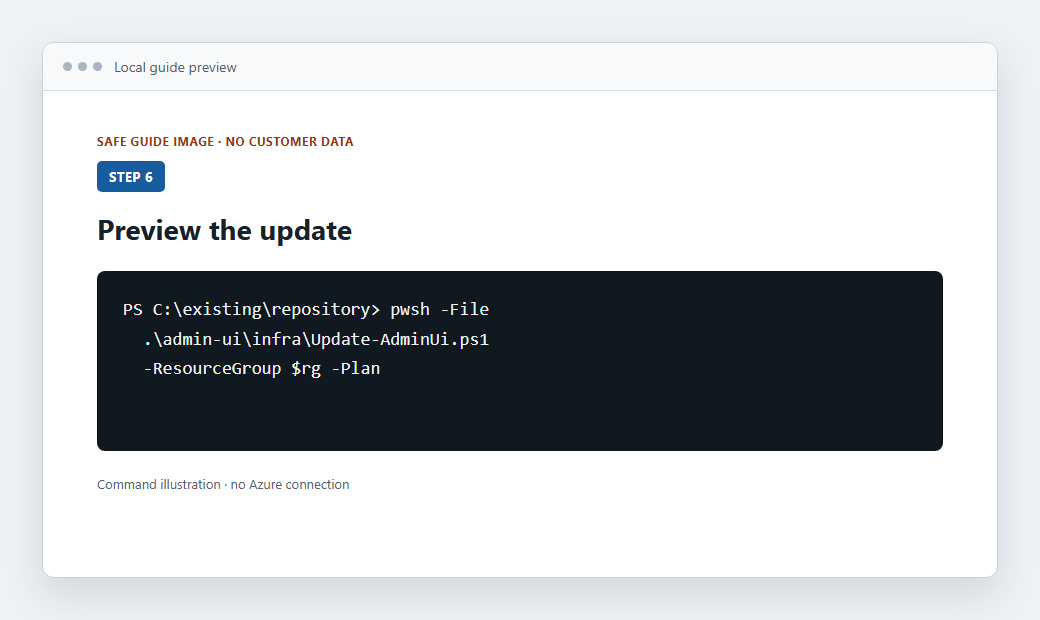 Local guide preview
SAFE GUIDE IMAGE · NO CUSTOMER DATA
STEP 6
Preview the update
PS C:\existing\repository> pwsh -File
.\admin-ui\infra\Update-AdminUi.ps1
-ResourceGroup $rg -Plan
Command illustration · no Azure connection